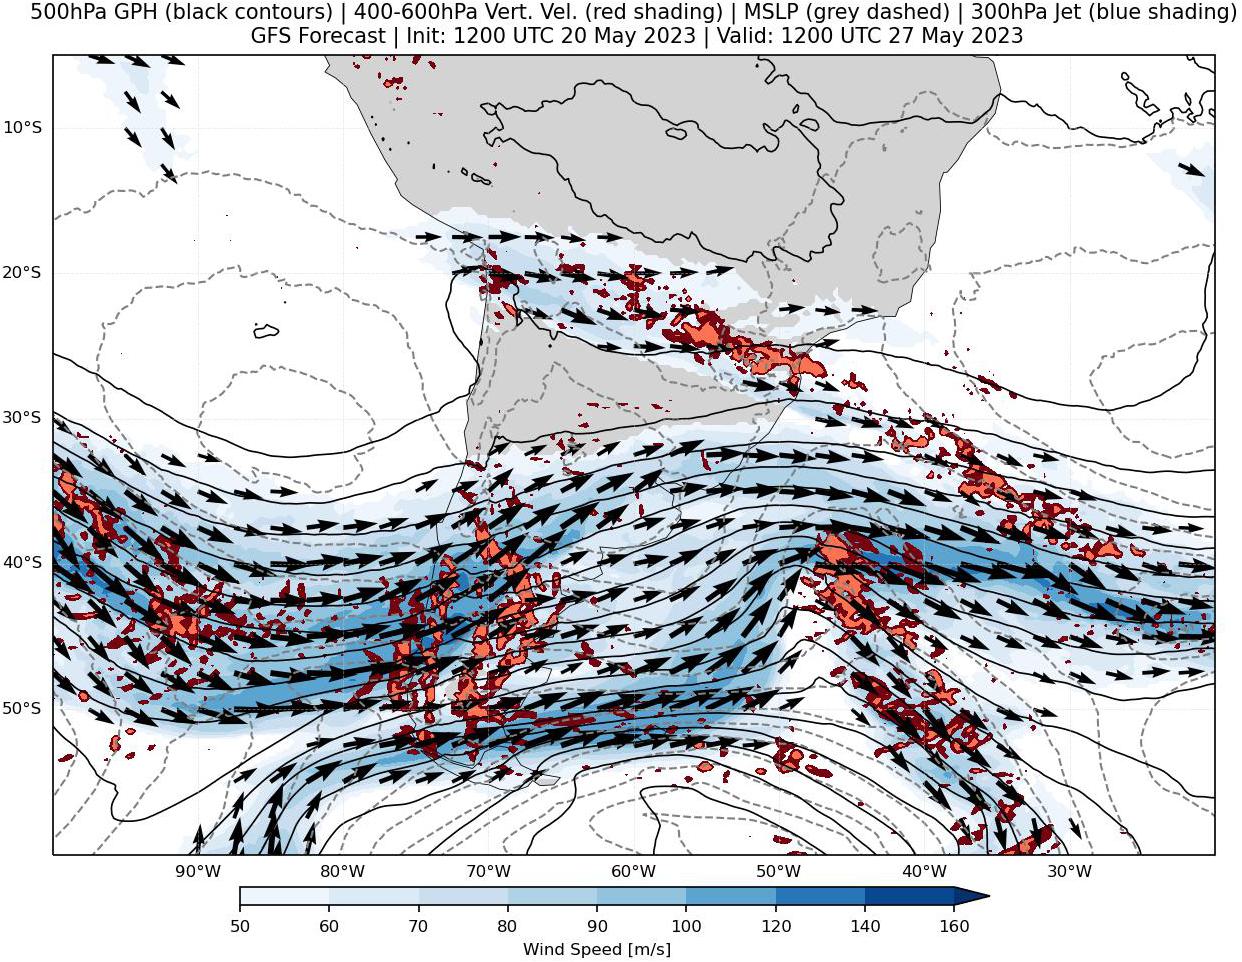 500hPa GPH (black contours) | 400-600hPa Vert. Vel. (red shading) | MSLP (grey dashed) | 300hPa Jet (blue shading)
GFS Forecast | Init: 1200 UTC 20 May 2023 | Valid: 1200 UTC 27 May 2023
10°S
20°S
30°S
40°S
50°S
90°W 80°W 70°W 60°W 50°W 40°W 30°W
50 60 70 80 90 100 120 140 160
Wind Speed [m/s]